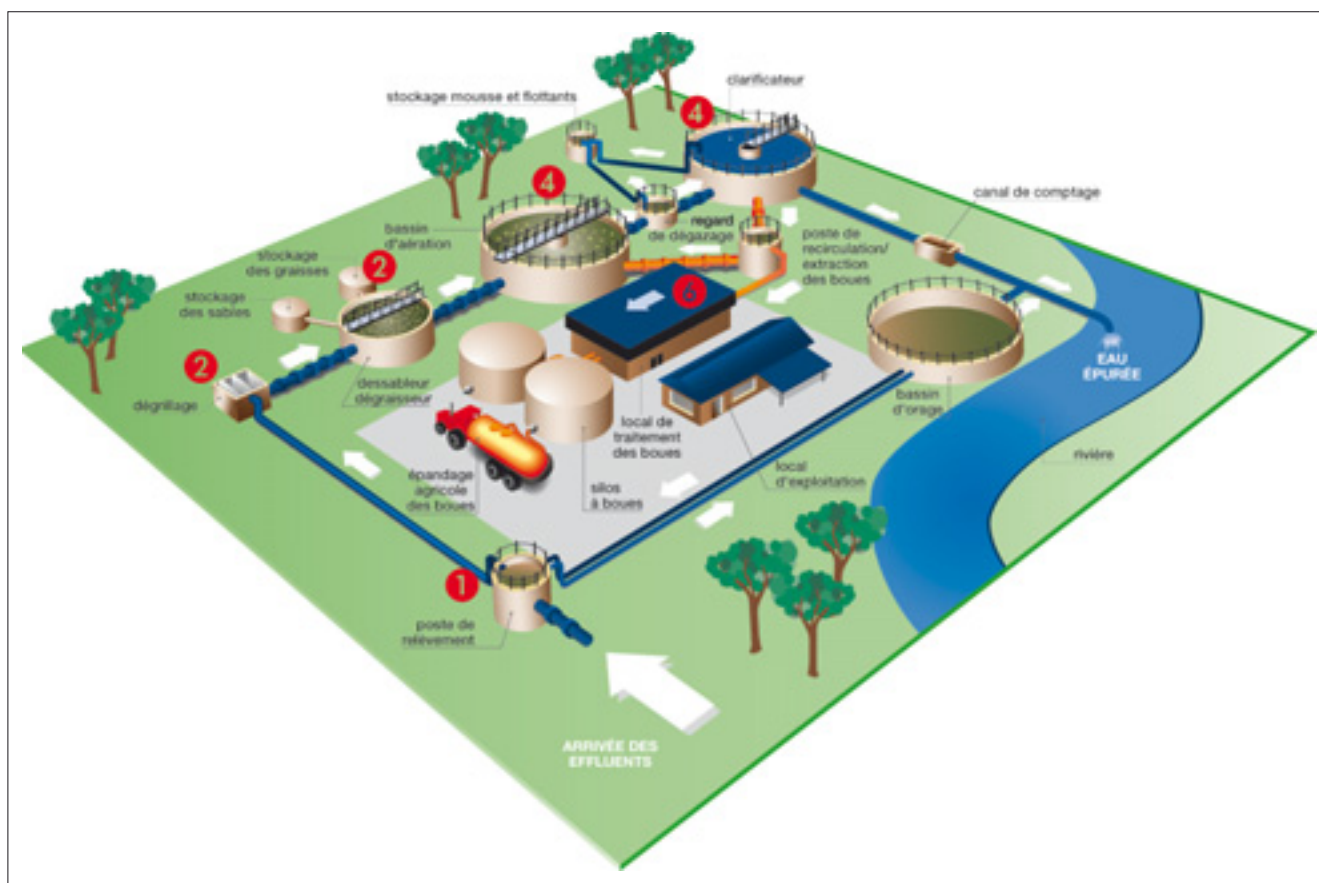 clarificateur
stockage mousse et flottants
4
canal de comptage
4
regard
de dégazage
bassin
d'aération
poste de
recirculation/
extraction
des boues
stockage
des graisses
2
stockage
des sables
6
EAU
ÉPURÉE
2
dégrillage
dessableur
dégraisseur
bassin
d'orage
local de
traitement
des boues
rivière
épandage
agricole
des boues
silos
à boues
local
d'exploitation
1
poste de
relèvement
ARRIVÉE DES
EFFLUENTS